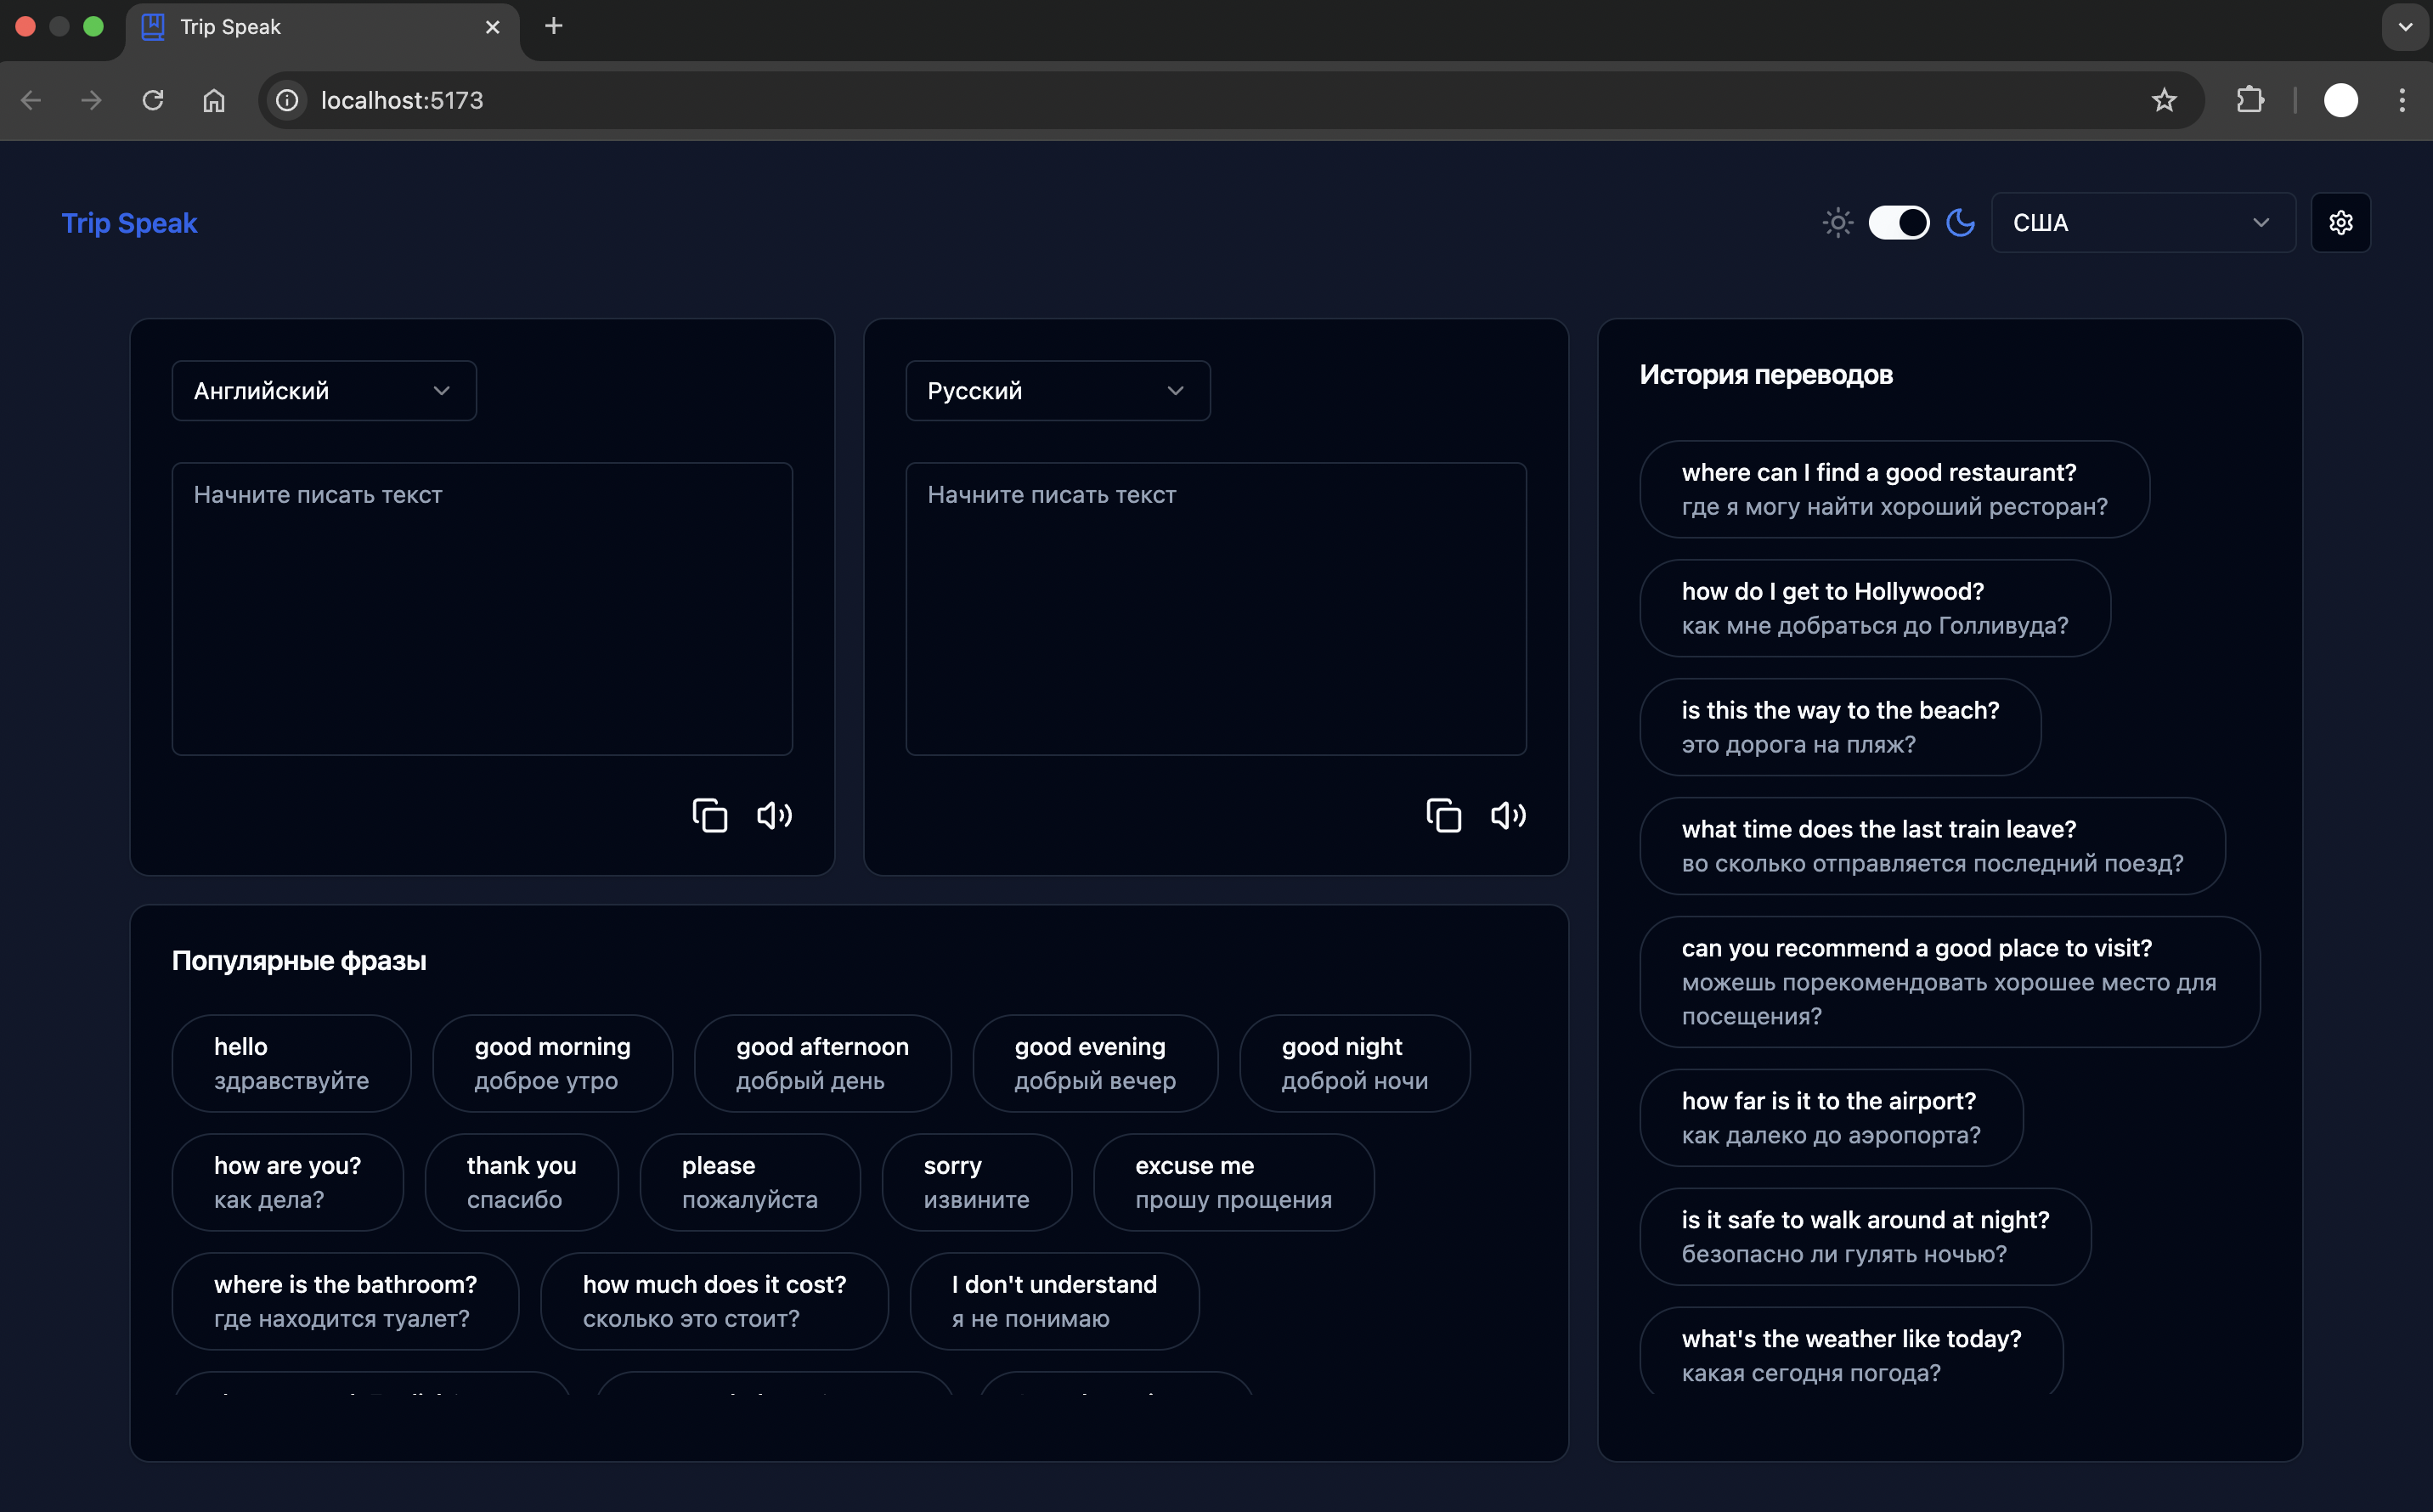 Trip Speak
localhost:5173
Trip Speak
США
Английский
Начните писать текст
Русский
Начните писать текст
Популярные фразы
hello
здравствуйте
good morning
доброе утро
good afternoon
добрый день
good evening
добрый вечер
good night
доброй ночи
how are you?
как дела?
thank you
спасибо
please
пожалуйста
sorry
извините
excuse me
прошу прощения
where is the bathroom?
где находится туалет?
how much does it cost?
сколько это стоит?
I don't understand
я не понимаю
История переводов
where can I find a good restaurant?
где я могу найти хороший ресторан?
how do I get to Hollywood?
как мне добраться до Голливуда?
is this the way to the beach?
это дорога на пляж?
what time does the last train leave?
во сколько отправляется последний поезд?
can you recommend a good place to visit?
можешь порекомендовать хорошее место для
посещения?
how far is it to the airport?
как далеко до аэропорта?
is it safe to walk around at night?
безопасно ли гулять ночью?
what's the weather like today?
какая сегодня погода?